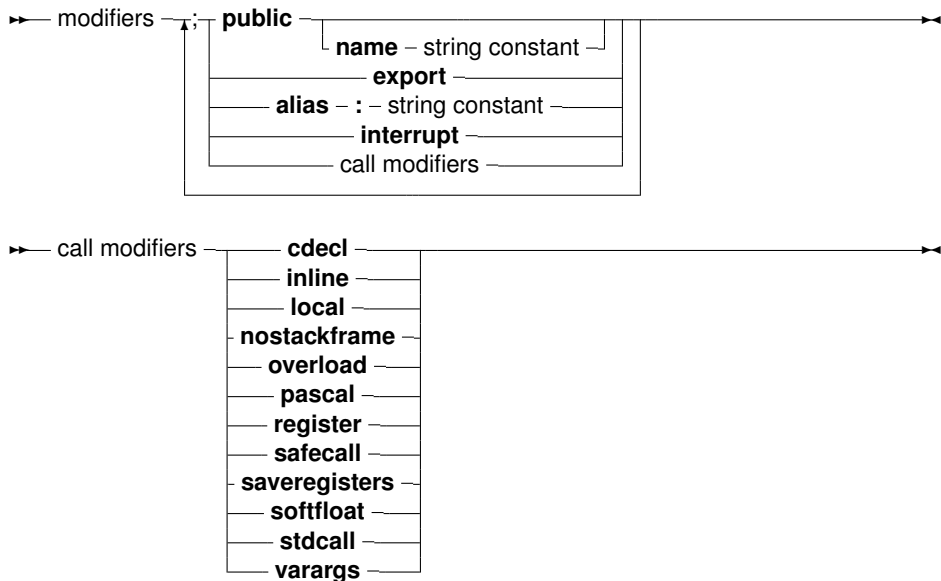 modifiers ; public
name string constant
export
alias : string constant
interrupt
call modifiers
call modifiers cdecl
inline
local
nostackframe
overload
pascal
register
safecall
saveregisters
softfloat
stdcall
varargs